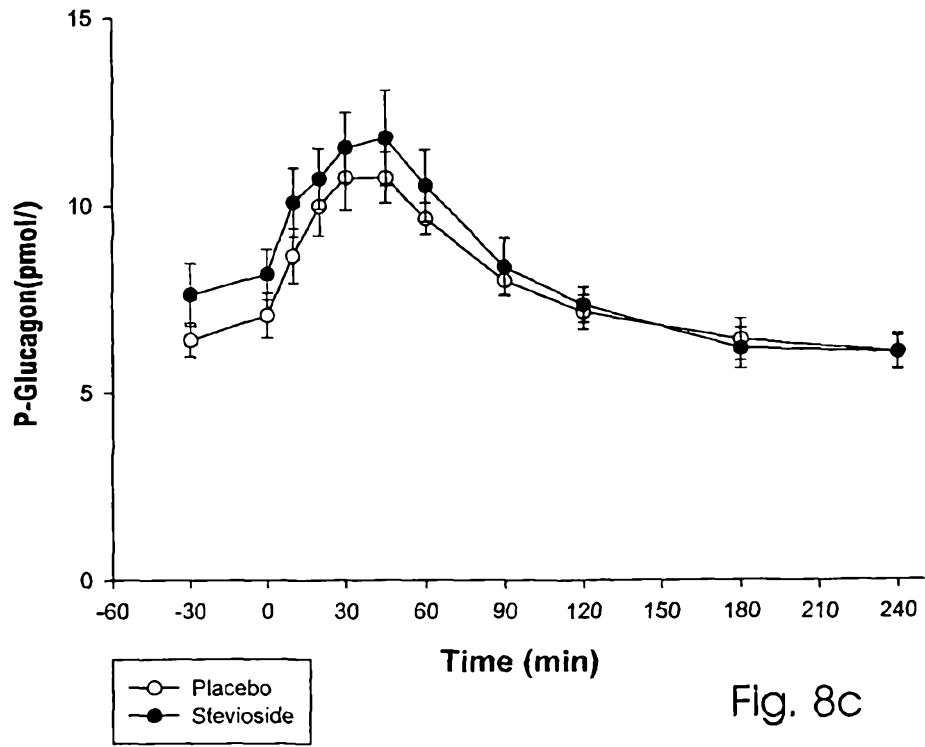 15
10
5
0
P-Glucagon(pmol/)
-60 -30 0 30 60 90 120 150 180 210 240
Time (min)
Placebo
Stevioside
Fig. 8c